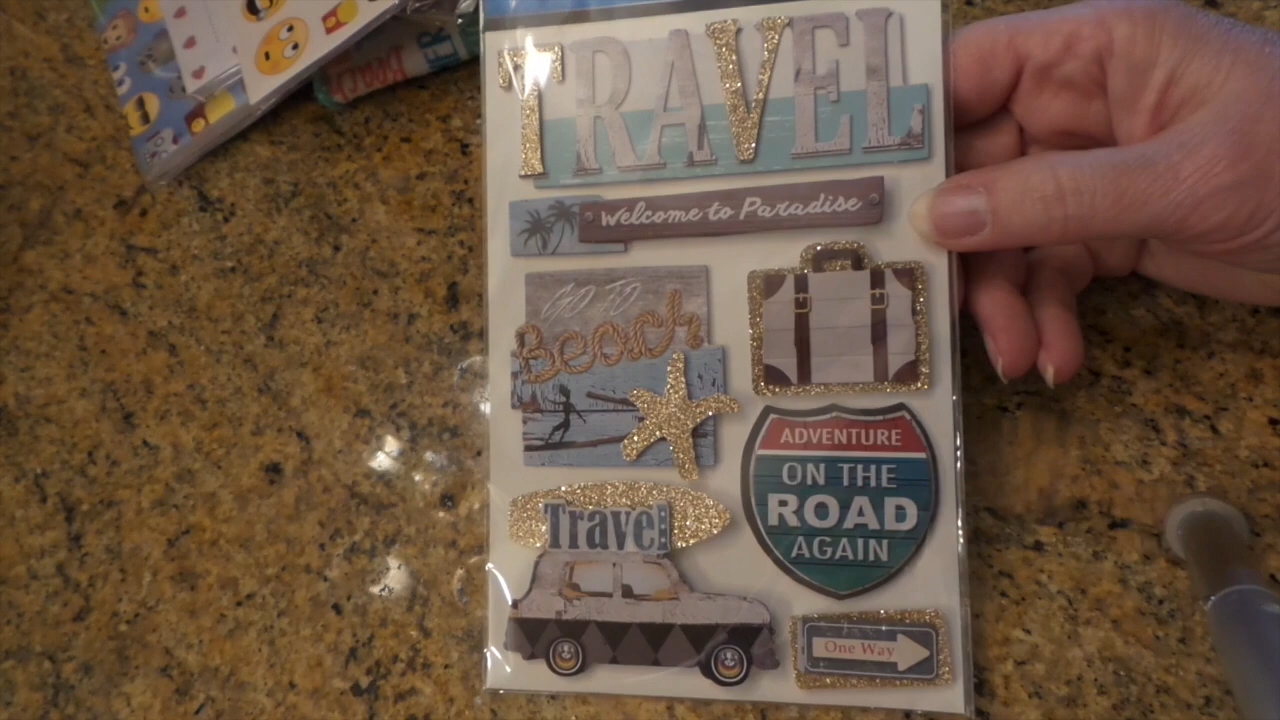 TRAVEL
Welcome to Paradise
GO TO
Beach
ADVENTURE
ON THE
ROAD
AGAIN
Travel
One Way